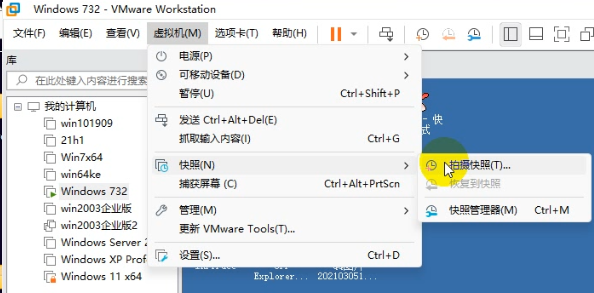 Windows 732 - VMware Workstation
文件(F) 编辑(E) 查看(V) 虚拟机(M) 选项卡(T) 帮助(H)
库
在此处键入内容进行搜索
我的计算机
win101909
21h1
Win7x64
win64ke
Windows 732
win2003企业版
win2003企业版2
Windows Server 2
Windows XP Prof
Windows 11 x64
电源(P)
可移动设备(D)
暂停(U) Ctrl+Shift+P
发送 Ctrl+Alt+Del(E)
抓取输入内容(I) Ctrl+G
快照(N)
捕获屏幕 (C) Ctrl+Alt+PrtScn
管理(M)
更新 VMware Tools(T)...
设置(S)... Ctrl+D
拍摄快照(T)...
恢复到快照
快照管理器(M) Ctrl+M
- 快
式
Explorer... 202103051...